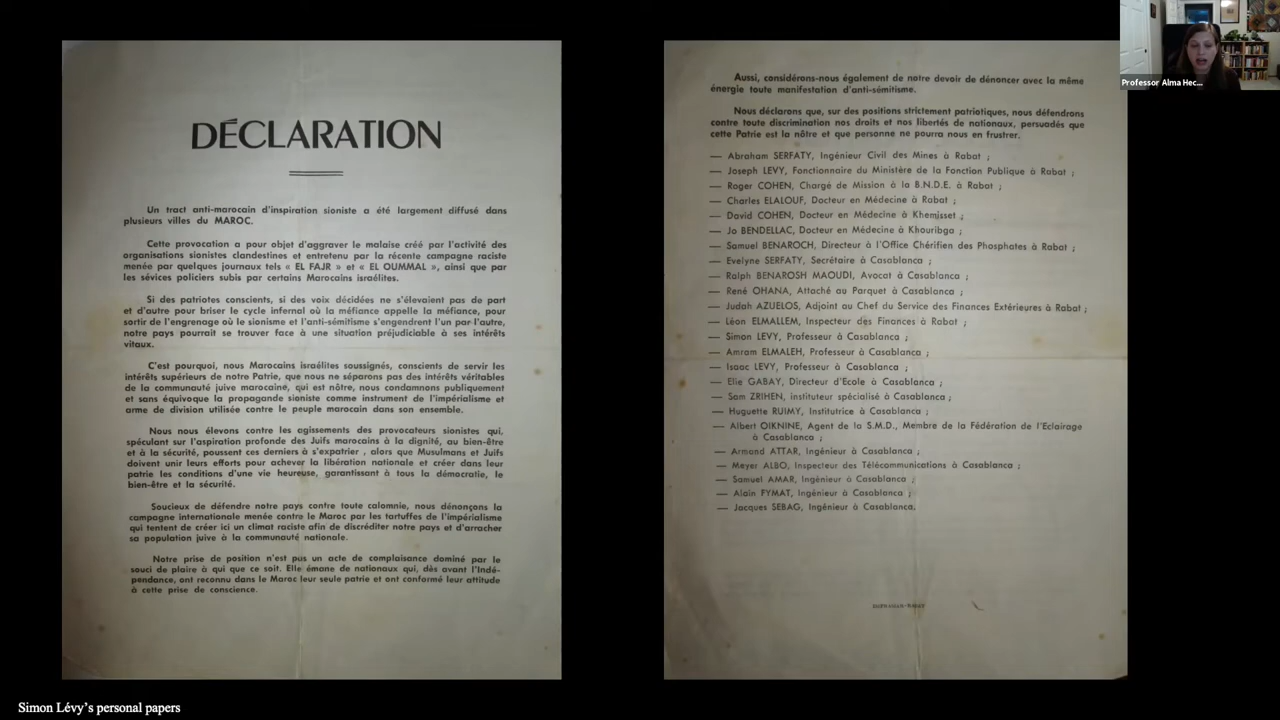 DÉCLARATION
Un tract anti-marocain d'inspiration sioniste a été largement diffusé dans
plusieurs villes du MAROC.
Cette provocation a pour objet d'aggraver le malaise créé par l'activité des
organisations sionistes clandestines et entretenu par la récente campagne raciste
menée par quelques journaux tels « EL FAJR » et « EL OUMMAL », ainsi que par
les sévices policiers subis par certains Marocains israélites.
Si des patriotes conscients, si des voix décidées ne s'élevaient pas de part
et d'autre pour briser le cycle infernal où la méfiance appelle la méfiance, pour
sortir de l'engrenage où le sionisme et l'anti-sémitisme s'engendrent l'un par l'autre,
notre pays pourrait se trouver face à une situation préjudiciable à ses intérêts
vitaux.
C'est pourquoi, nous Marocains israélites soussignés, conscients de servir les
intérêts supérieurs de notre Patrie, que nous ne séparons pas des intérêts véritables
de la communauté juive marocaine, qui est nôtre, nous condamnons publiquement
et sans équivoque la propagande sioniste comme instrument de l'impérialisme et
arme de division utilisée contre le peuple marocain dans son ensemble.
Nous nous élevons contre les agissements des provocateurs sionistes qui,
spéculant sur l'aspiration profonde des Juifs marocains à la dignité, au bien-être
et à la sécurité, poussent ces derniers à s'expatrier , alors que Musulmans et Juifs
doivent unir leurs efforts pour achever la libération nationale et créer dans leur
patrie les conditions d'une vie heureuse, garantissant à tous la démocratie, le
bien-être et la sécurité.
Soucieux de défendre notre pays contre toute calomnie, nous dénonçons la
campagne internationale menée contre le Maroc par les tartuffes de l'impérialisme
qui tentent de créer ici un climat raciste afin de discréditer notre pays et d'arracher
sa population juive à la communauté nationale.
Notre prise de position n'est pas un acte de complaisance dominé par le
souci de plaire à qui que ce soit. Elle émane de nationaux qui, dès avant l'Indé-
pendance, ont reconnu dans le Maroc leur seule patrie et ont conformé leur attitude
à cette prise de conscience.
Aussi, considérons-nous également de notre devoir de dénoncer avec la même
énergie toute manifestation d'anti-sémitisme.
Nous déclarons que, sur des positions strictement patriotiques, nous défendrons
contre toute discrimination nos droits et nos libertés de nationaux, persuadés que
cette Patrie est la nôtre et que personne ne pourra nous en frustrer.
— Abraham SERFATY, Ingénieur Civil des Mines à Rabat ;
— Joseph LEVY, Fonctionnaire du Ministère de la Fonction Publique à Rabat ;
— Roger COHEN, Chargé de Mission à la B.N.D.E. à Rabat ;
— Charles ELALOUF, Docteur en Médecine à Rabat ;
— David COHEN, Docteur en Médecine à Khemisset ;
— Jo BENDELLAC, Docteur en Médecine à Khouribga ;
— Samuel BENAROCH, Directeur à l'Office Chérifien des Phosphates à Rabat ;
— Evelyne SERFATY, Secrétaire à Casablanca ;
— Ralph BENAROSH MAOUDI, Avocat à Casablanca ;
— René OHANA, Attaché au Parquet à Casablanca ;
— Judah AZUELOS, Adjoint au Chef du Service des Finances Extérieures à Rabat ;
— Léon ELMALLEM, Inspecteur des Finances à Rabat ;
— Simon LEVY, Professeur à Casablanca ;
— Amram ELMALEH, Professeur à Casablanca ;
— Isaac LEVY, Professeur à Casablanca ;
— Elie GABAY, Directeur d'Ecole à Casablanca ;
— Sam ZRIHEN, instituteur spécialisé à Casablanca ;
— Huguette RUIMY, Institutrice à Casablanca ;
— Albert OIKNINE, Agent de la S.M.D., Membre de la Fédération de l'Eclairage
à Casablanca ;
— Armand ATTAR, Ingénieur à Casablanca ;
— Meyer ALBO, Inspecteur des Télécommunications à Casablanca ;
— Samuel AMAR, Ingénieur à Casablanca ;
— Alain FYMAT, Ingénieur à Casablanca ;
— Jacques SEBAG, Ingénieur à Casablanca.
Simon Lévy's personal papers
Professor Alma Hec...